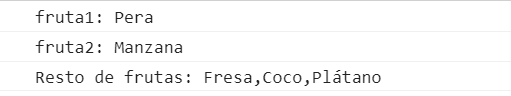 fruta1: Pera
fruta2: Manzana
Resto de frutas: Fresa,Coco,Plátano